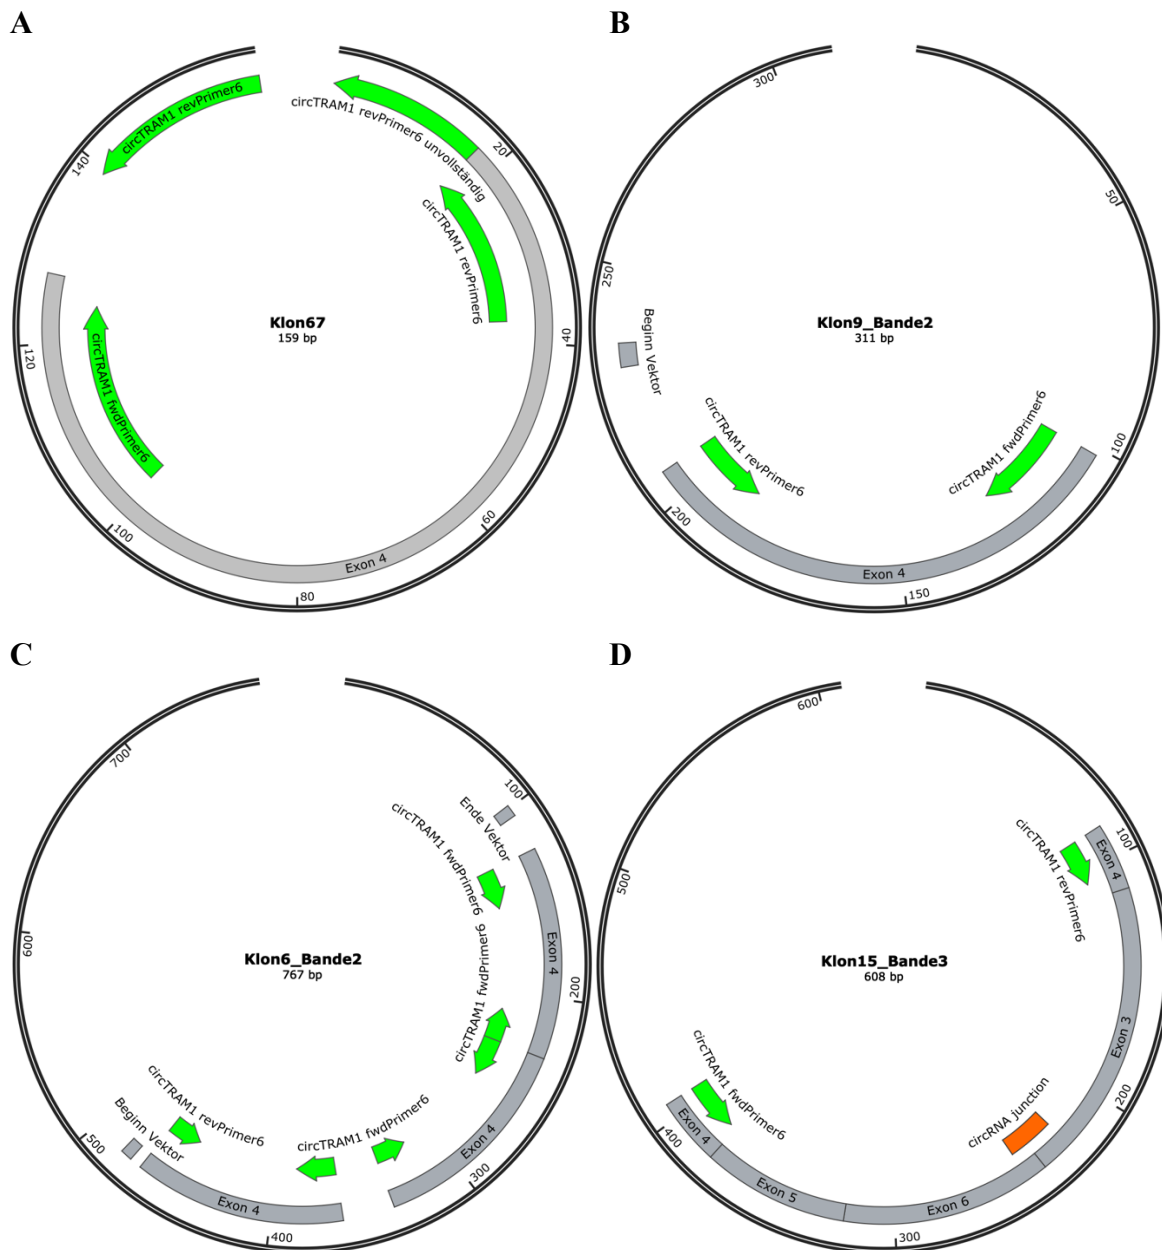 A
circTRAM1 revPrimer6
circTRAM1 revPrimer6 unvollständig
circTRAM1 revPrimer6
140
20
Klon67
159 bp
120
40
circTRAM1 fwdPrimer6
100
60
Exon 4
80
B
300
50
250
Beginn Vektor
Klon9_Bande2
311 bp
circTRAM1 revPrimer6
circTRAM1 fwdPrimer6
100
200
Exon 4
150
C
700
100
Ende Vektor
circTRAM1 fwdPrimer6
600
Klon6_Bande2
767 bp
Exon 4
circTRAM1 fwdPrimer6
200
circTRAM1 revPrimer6
Beginn Vektor
500
circTRAM1 fwdPrimer6
Exon 4
300
Exon 4
400
D
600
circTRAM1 revPrimer6
Exon 4
100
500
Klon15_Bande3
608 bp
Exon 3
circTRAM1 fwdPrimer6
circRNA junction
200
400
Exon 4
Exon 5
Exon 6
300